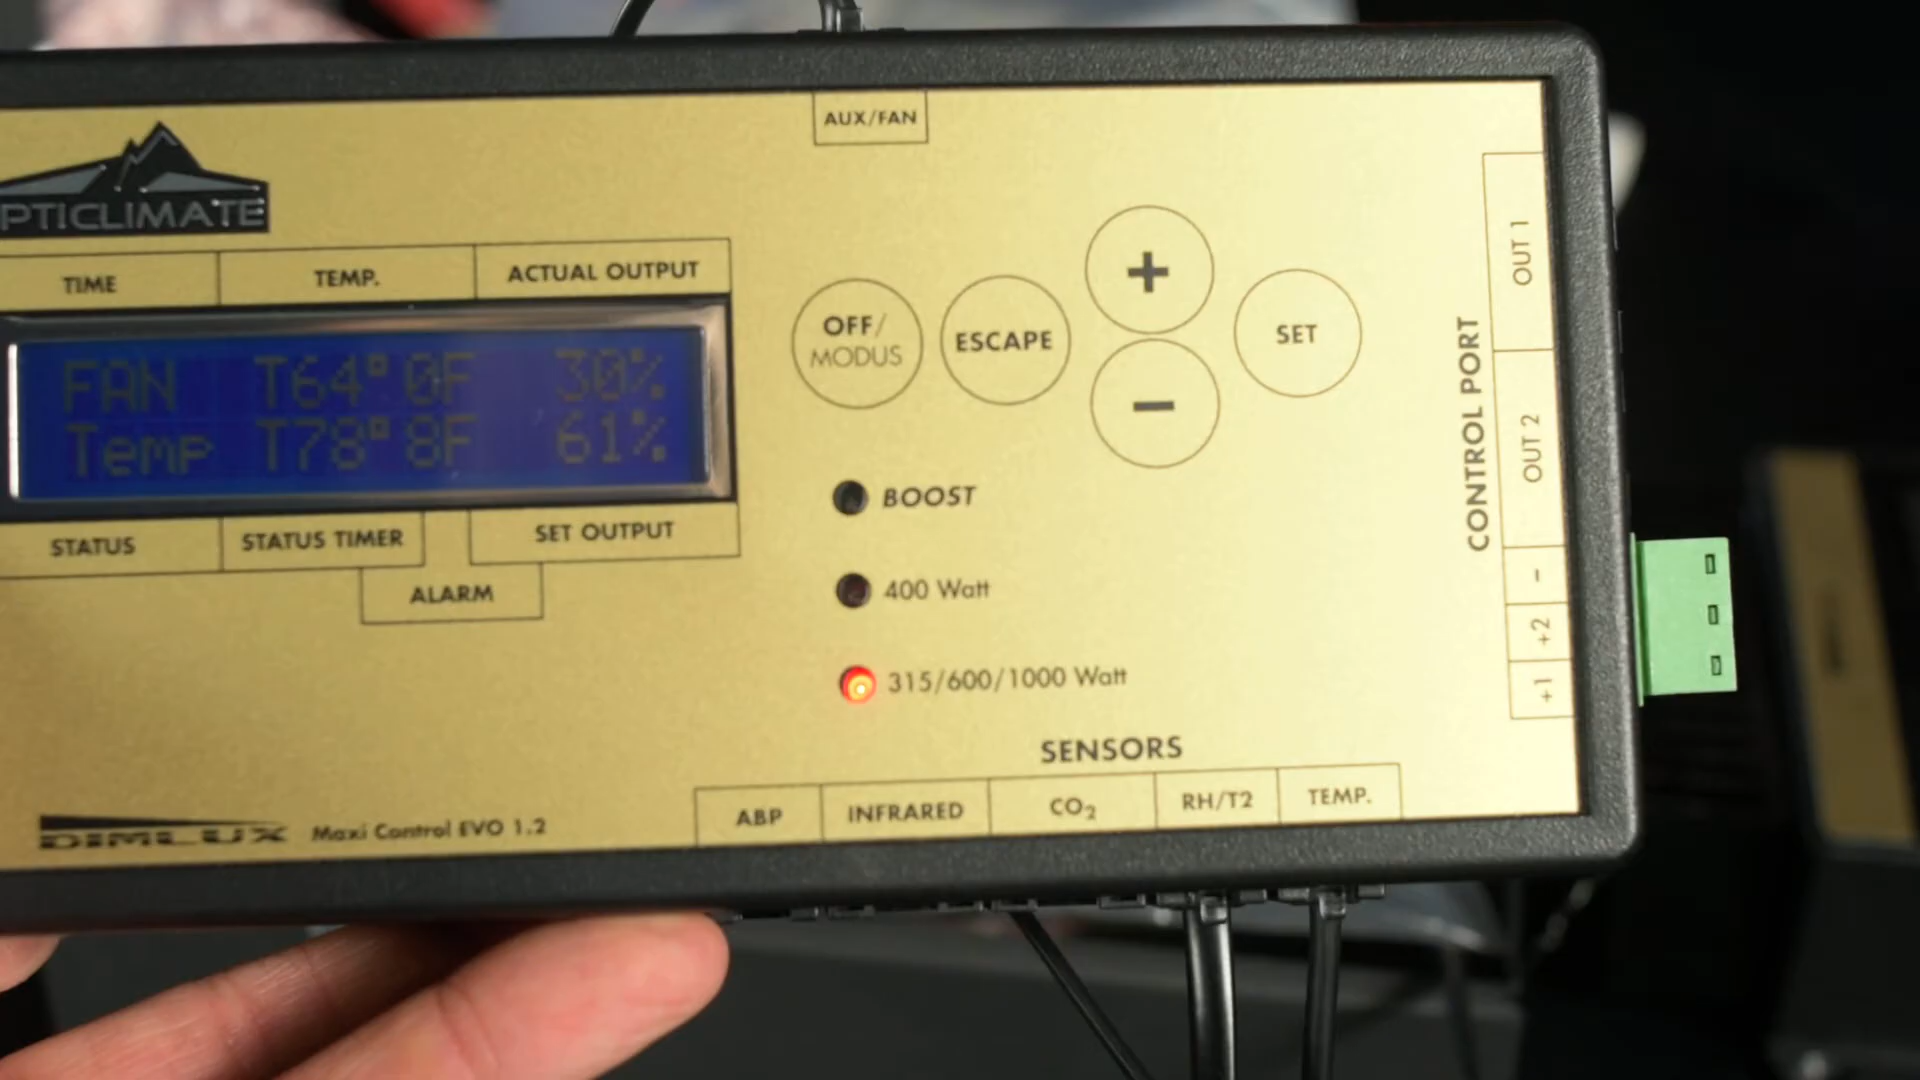 AUX/FAN
PTICLIMATE
TIME TEMP. ACTUAL OUTPUT
FAN T64°0F 30%
Temp T78°8F 61%
STATUS STATUS TIMER SET OUTPUT
ALARM
OFF/
MODUS
ESCAPE
+
−
SET
BOOST
400 Watt
315/600/1000 Watt
CONTROL PORT
OUT 1
OUT 2
−
+2
+1
SENSORS
ABP INFRARED CO₂ RH/T2 TEMP.
DIMLUX Maxi Control EVO 1.2